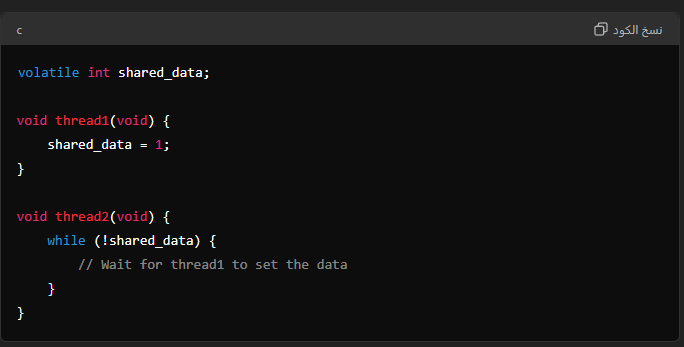 c
نسخ الكود
volatile int shared_data;
void thread1(void) {
    shared_data = 1;
}
void thread2(void) {
    while (!shared_data) {
        // Wait for thread1 to set the data
    }
}